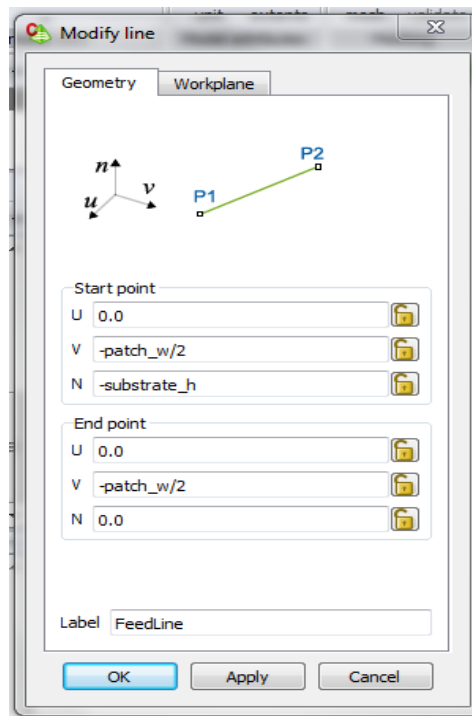 Modify line
Geometry Workplane
n
v
u
P1
P2
Start point
U 0.0
V -patch_w/2
N -substrate_h
End point
U 0.0
V -patch_w/2
N 0.0
Label FeedLine
OK Apply Cancel